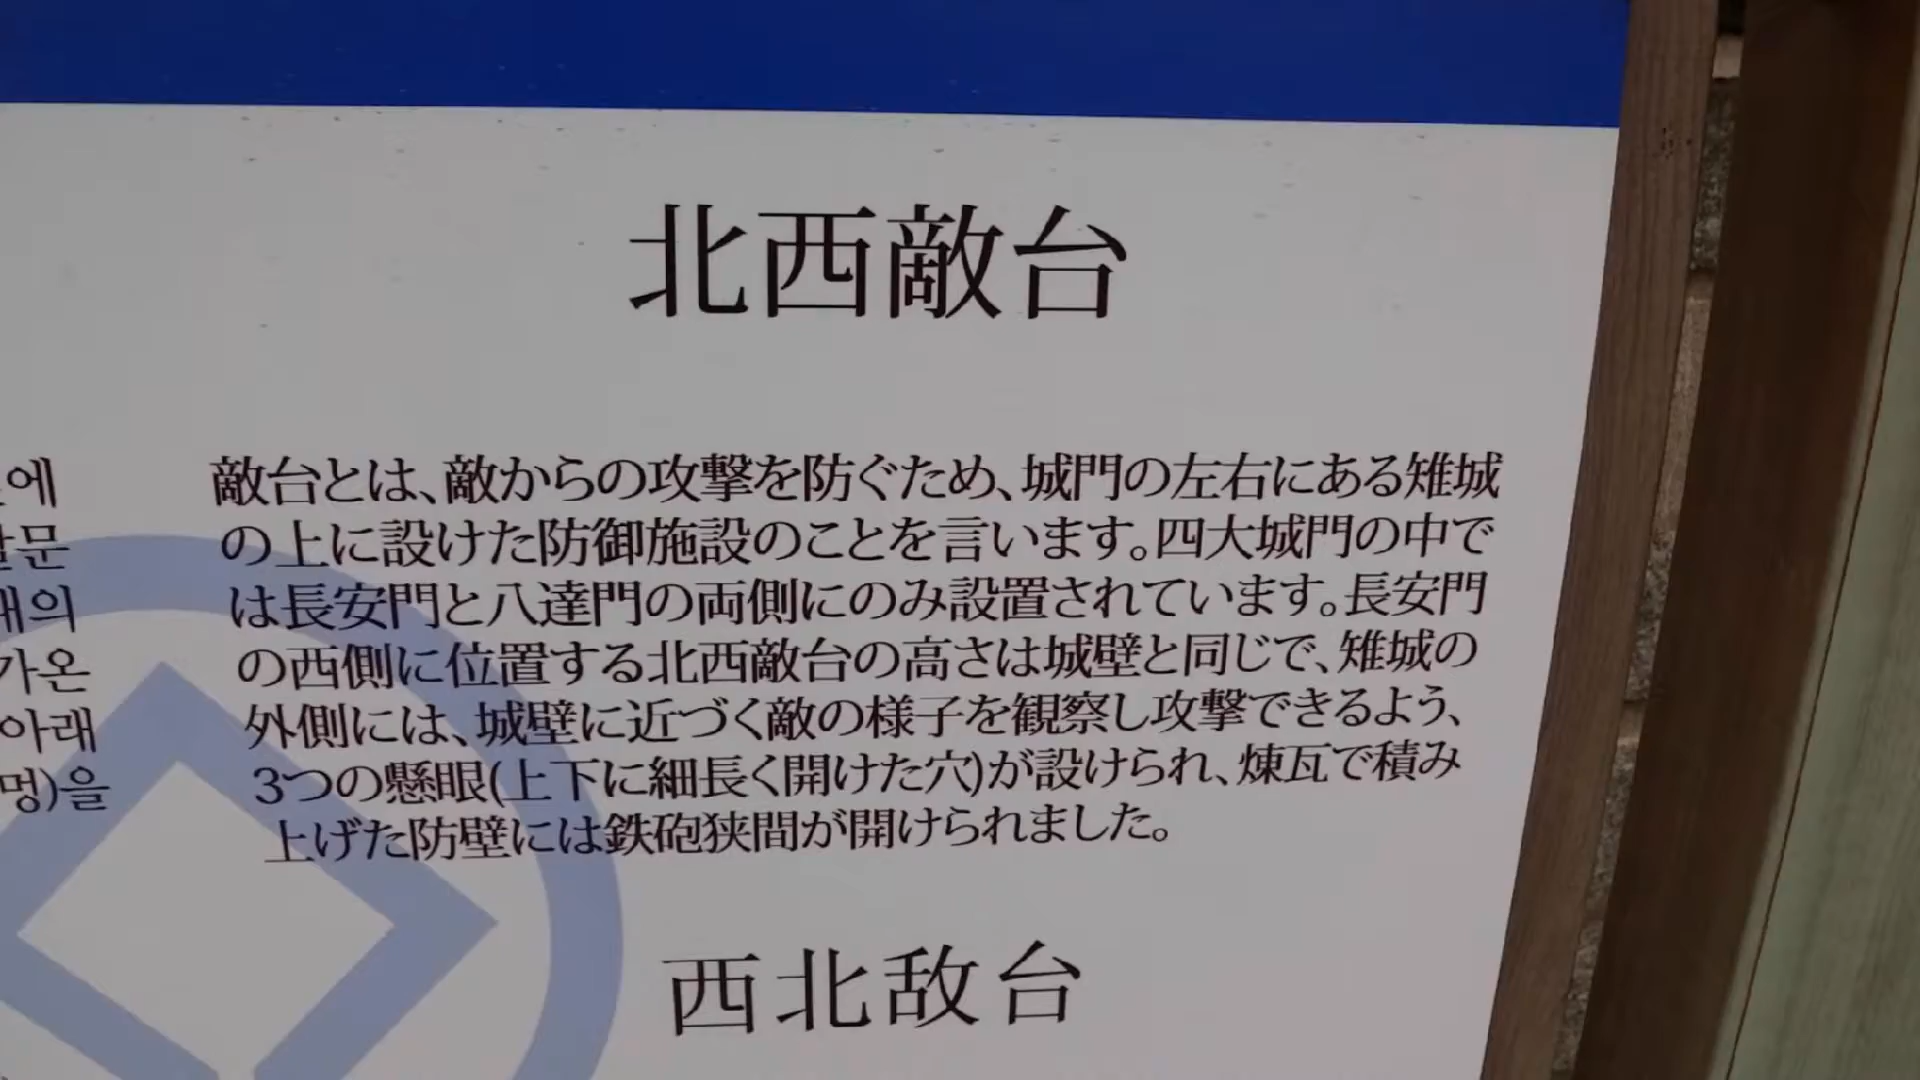 北西敵台
敵台とは、敵からの攻撃を防ぐため、城門の左右にある雉城
の上に設けた防御施設のことを言います。四大城門の中で
は長安門と八達門の両側にのみ設置されています。長安門
の西側に位置する北西敵台の高さは城壁と同じで、雉城の
外側には、城壁に近づく敵の様子を観察し攻撃できるよう、
3つの懸眼(上下に細長く開けた穴)が設けられ、煉瓦で積み
上げた防壁には鉄砲狭間が開けられました。
西北敌台
에
문
의
가온
아래
멍)을